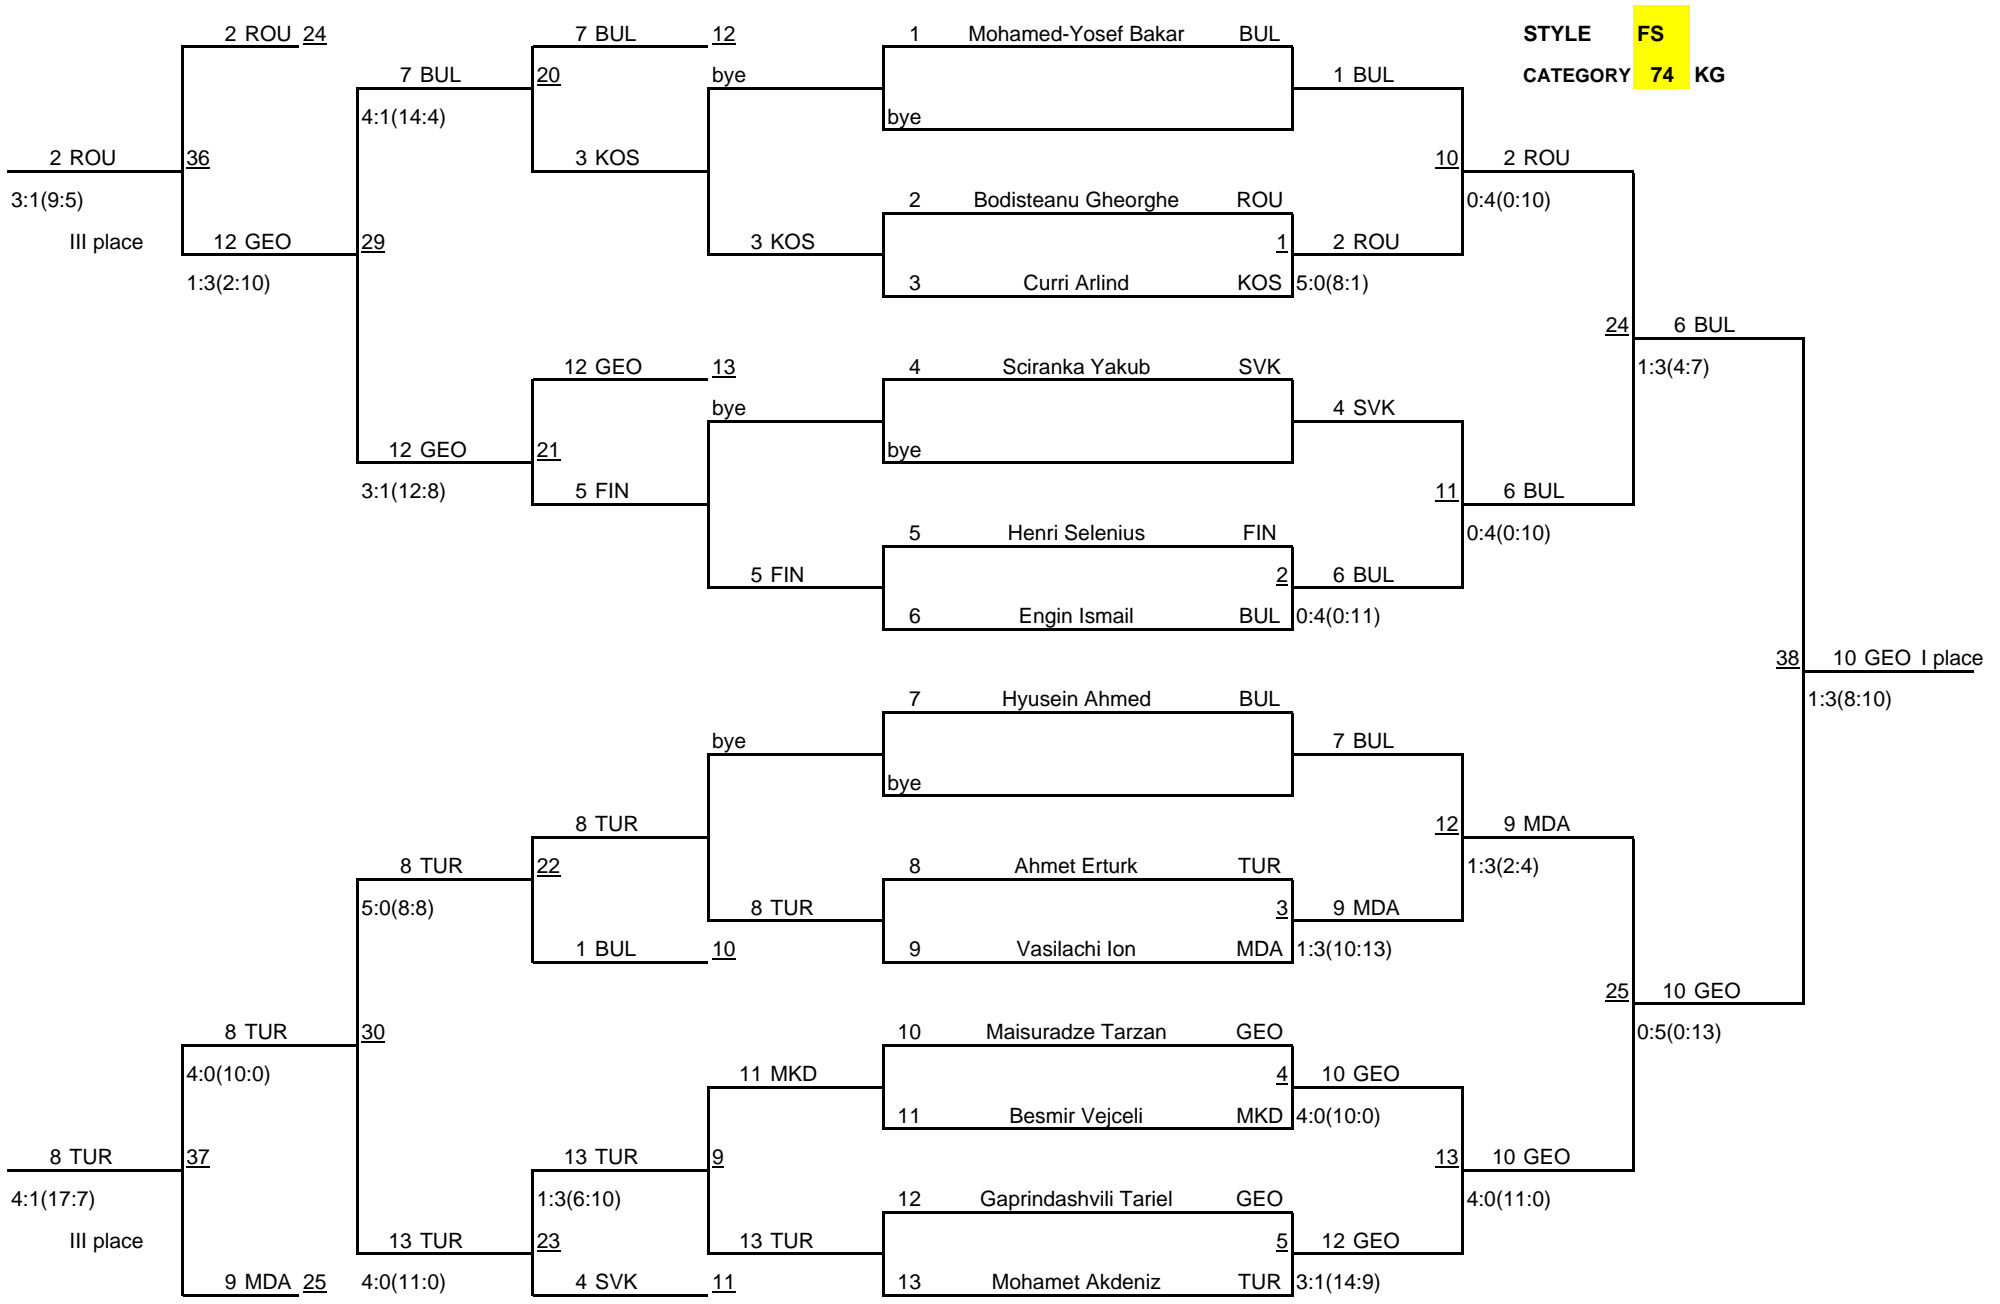 2 ROU 24 7 BUL 12 1 Mohamed-Yosef Bakar BUL STYLE FS
7 BUL 20 bye 1 BUL CATEGORY 74 KG
4:1(14:4) bye
2 ROU 36 3 KOS 10 2 ROU
3:1(9:5) 2 Bodisteanu Gheorghe ROU 0:4(0:10)
III place 12 GEO 29 3 KOS 1 2 ROU
1:3(2:10) 3 Curri Arlind KOS 5:0(8:1)
24 6 BUL
12 GEO 13 4 Sciranka Yakub SVK 1:3(4:7)
bye 4 SVK
12 GEO 21 bye
3:1(12:8) 5 FIN 11 6 BUL
5 Henri Selenius FIN 0:4(0:10)
5 FIN 2 6 BUL
6 Engin Ismail BUL 0:4(0:11)
38 10 GEO I place
7 Hyusein Ahmed BUL 1:3(8:10)
bye 7 BUL
bye
8 TUR 12 9 MDA
8 TUR 22 8 Ahmet Erturk TUR 1:3(2:4)
5:0(8:8) 8 TUR 3 9 MDA
1 BUL 10 9 Vasilachi Ion MDA 1:3(10:13)
25 10 GEO
8 TUR 30 10 Maisuradze Tarzan GEO 0:5(0:13)
4:0(10:0) 11 MKD 4 10 GEO
11 Besmir Vejceli MKD 4:0(10:0)
8 TUR 37 13 TUR 9 13 10 GEO
4:1(17:7) 1:3(6:10) 12 Gaprindashvili Tariel GEO 4:0(11:0)
III place 13 TUR 23 13 TUR 5 12 GEO
9 MDA 25 4:0(11:0) 4 SVK 11 13 Mohamet Akdeniz TUR 3:1(14:9)